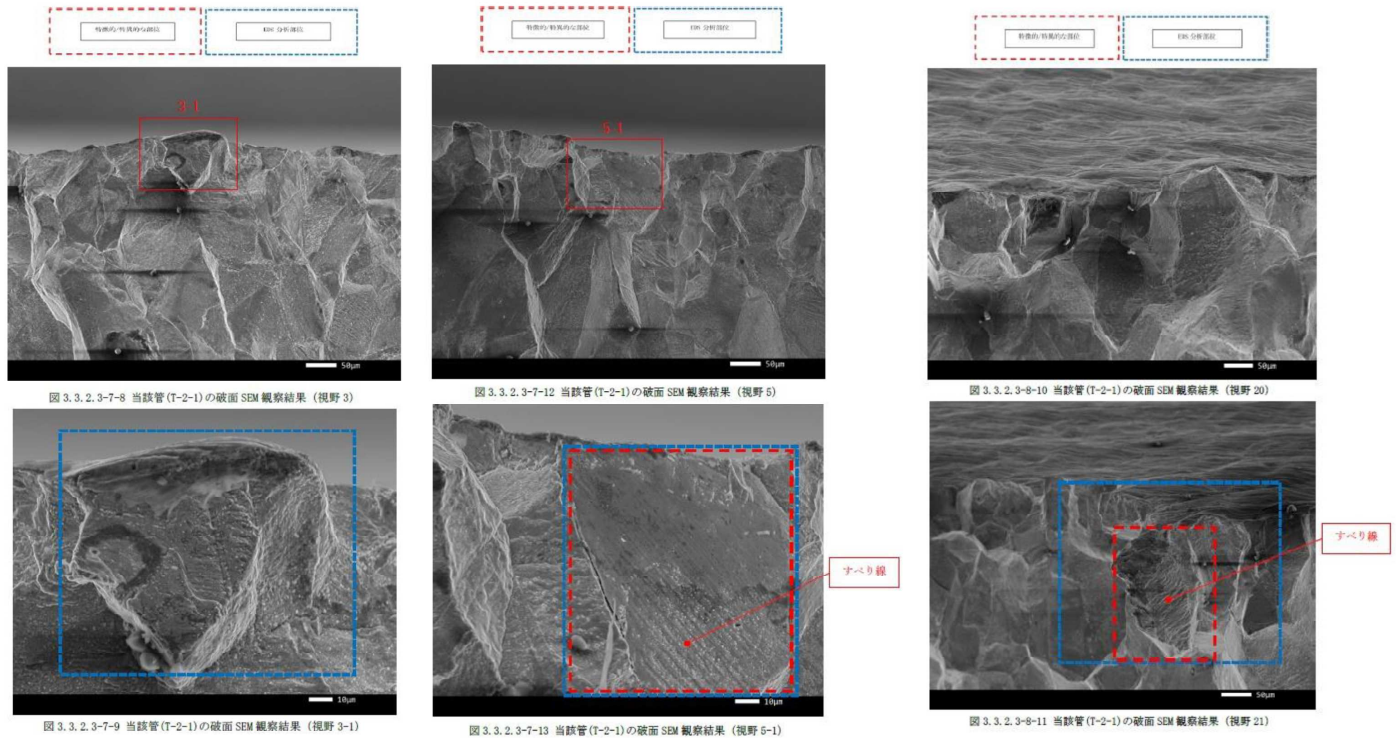 特徴的/特異的な部位
EDS 分析部位
特徴的/特異的な部位
EDS 分析部位
特徴的/特異的な部位
EDS 分析部位
3-1
50μm
5-1
50μm
50μm
図 3.3.2.3-7-8 当該管(T-2-1)の破面 SEM 観察結果 (視野 3)
図 3.3.2.3-7-12 当該管(T-2-1)の破面 SEM 観察結果 (視野 5)
図 3.3.2.3-8-10 当該管(T-2-1)の破面 SEM 観察結果 (視野 20)
10μm
すべり線
10μm
すべり線
50μm
図 3.3.2.3-7-9 当該管(T-2-1)の破面 SEM 観察結果 (視野 3-1)
図 3.3.2.3-7-13 当該管(T-2-1)の破面 SEM 観察結果 (視野 5-1)
図 3.3.2.3-8-11 当該管(T-2-1)の破面 SEM 観察結果 (視野 21)